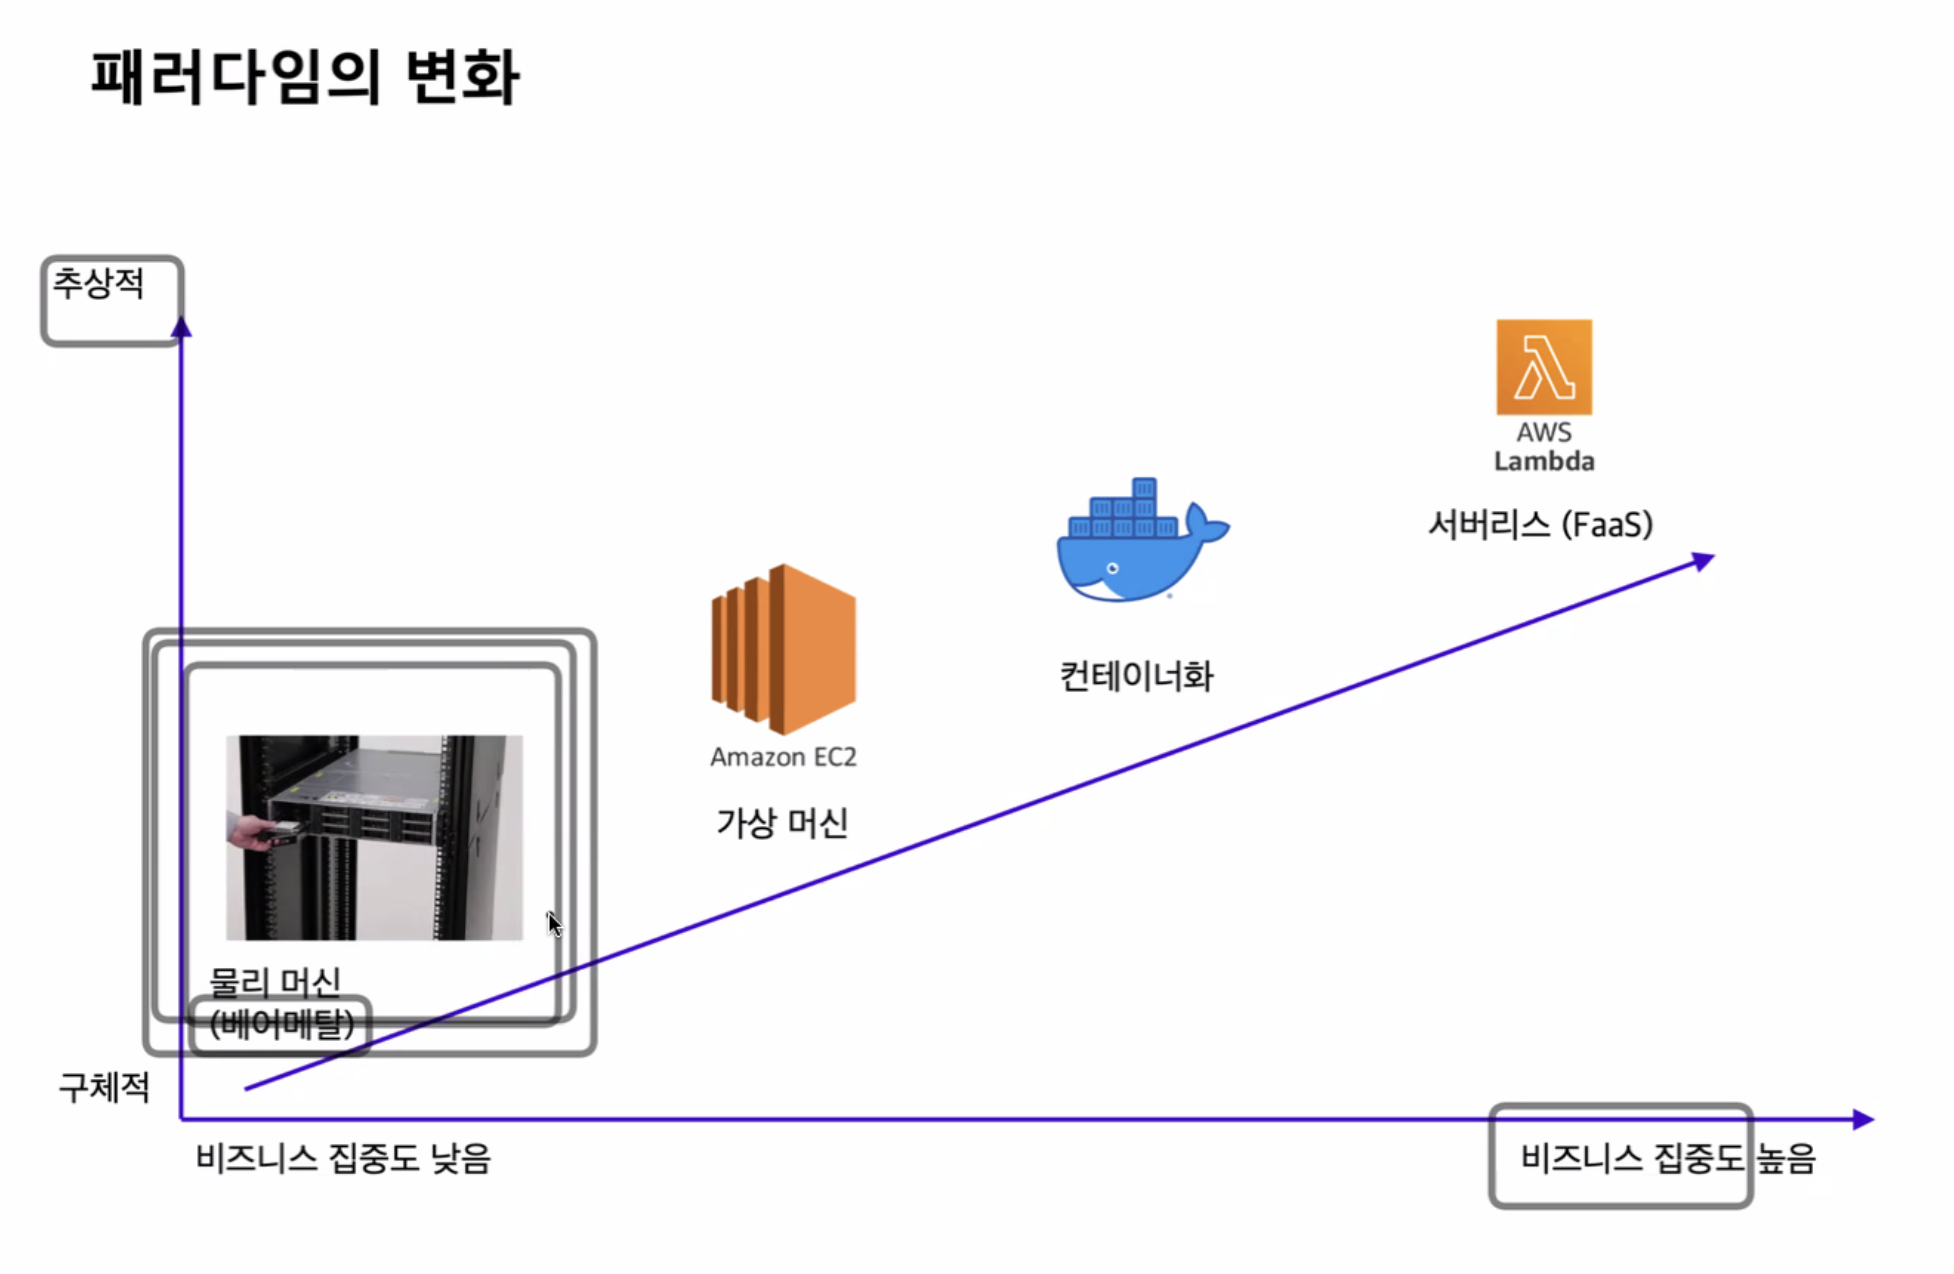 패러다임의 변화
추상적
AWS
Lambda
서버리스 (FaaS)
컨테이너화
Amazon EC2
가상 머신
물리 머신
(베어메탈)
구체적
비즈니스 집중도 낮음
비즈니스 집중도 높음